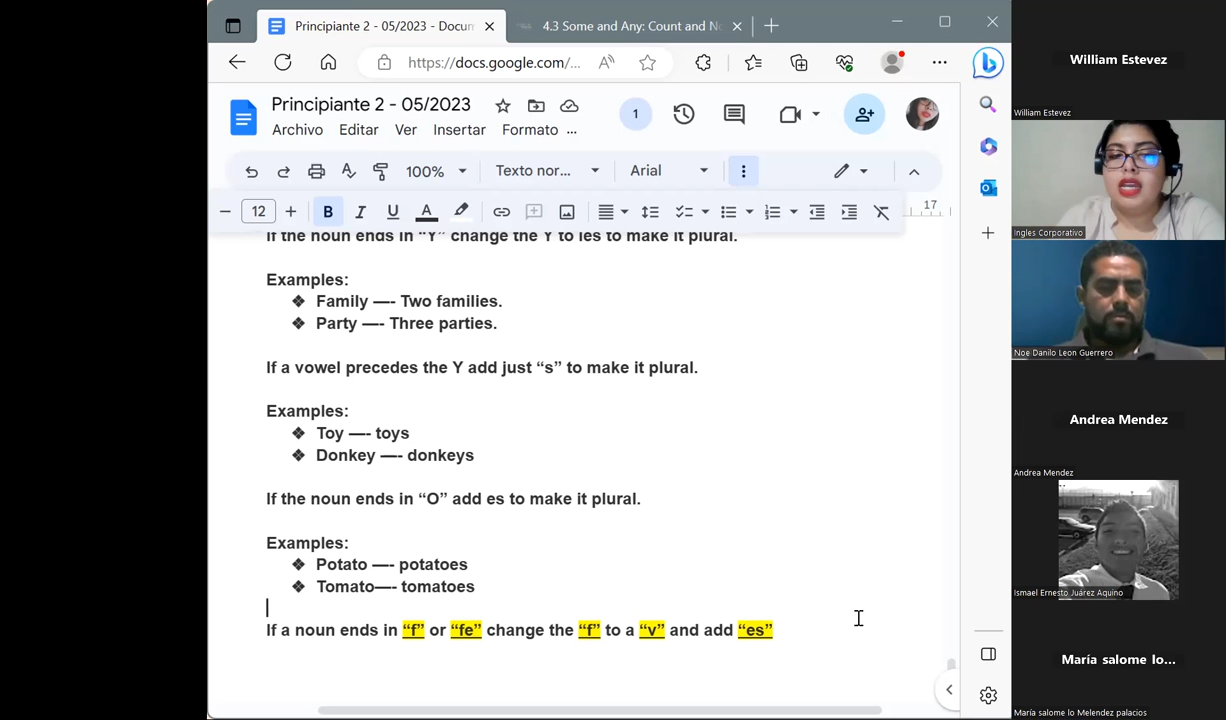 Principiante 2 - 05/2023 - Docum
4.3 Some and Any: Count and No
https://docs.google.com/...
Principiante 2 - 05/2023
Archivo Editar Ver Insertar Formato ...
1
100% Texto nor... Arial
12 B I U A
17
If the noun ends in “Y” change the Y to ies to make it plural.
Examples:
❖ Family —-- Two families.
❖ Party —-- Three parties.
If a vowel precedes the Y add just “s” to make it plural.
Examples:
❖ Toy —-- toys
❖ Donkey —-- donkeys
If the noun ends in “O” add es to make it plural.
Examples:
❖ Potato —-- potatoes
❖ Tomato—-- tomatoes
If a noun ends in “f” or “fe” change the “f” to a “v” and add “es”
William Estevez
William Estevez
Ingles Corporativo
Noe Danilo Leon Guerrero
Andrea Mendez
Andrea Mendez
Ismael Ernesto Juárez Aquino
María salome lo...
María salome lo Melendez palacios